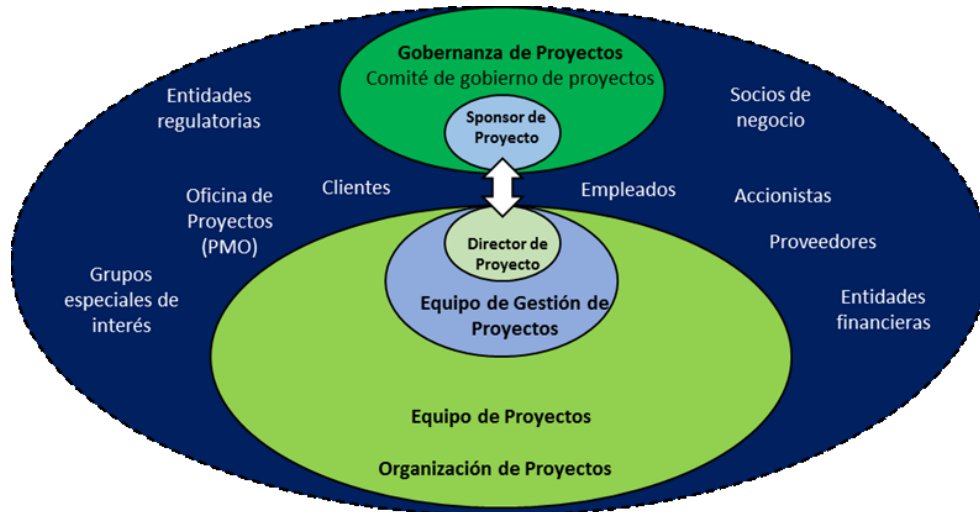 Gobernanza de Proyectos
Comité de gobierno de proyectos
Sponsor de
Proyecto
Entidades
regulatorias
Socios de
negocio
Clientes
Empleados
Oficina de
Proyectos
(PMO)
Accionistas
Director de
Proyecto
Proveedores
Grupos
especiales de
interés
Equipo de Gestión de
Proyectos
Entidades
financieras
Equipo de Proyectos
Organización de Proyectos